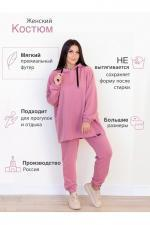 Женский
Костюм
Мягкий
премиальный
футер
НЕ
вытягивается
сохраняет
форму после
стирки
Подходит
для прогулок
и отдыха
Большие
размеры
Производство
Россия